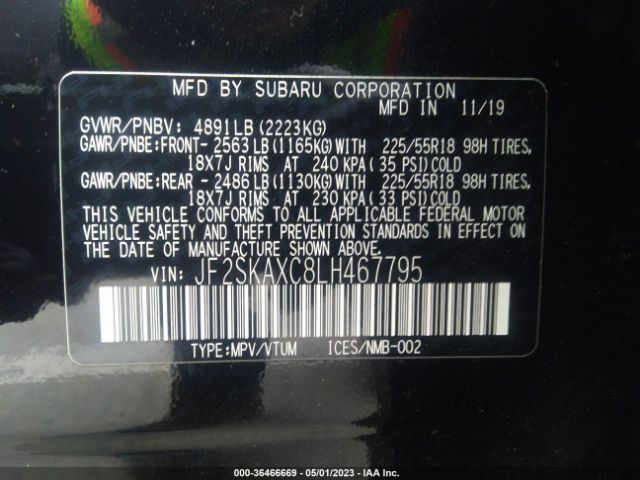 MFD BY SUBARU CORPORATION
MFD IN 11/19
GVWR/PNBV: 4891LB (2223KG)
GAWR/PNBE:FRONT- 2563 LB (1165KG) WITH 225/55R18 98H TIRES,
18X7J RIMS AT 240 KPA ( 35 PSI) COLD
GAWR/PNBE:REAR - 2486 LB (1130KG) WITH 225/55R18 98H TIRES,
18X7J RIMS AT 230 KPA ( 33 PSI) COLD
THIS VEHICLE CONFORMS TO ALL APPLICABLE FEDERAL MOTOR
VEHICLE SAFETY AND THEFT PREVENTION STANDARDS IN EFFECT ON
THE DATE OF MANUFACTURE SHOWN ABOVE.
VIN: JF2SKAXC8LH467795
TYPE:MPV/VTUM ICES/NMB-002
000-36466669 - 05/01/2023 - IAA Inc.